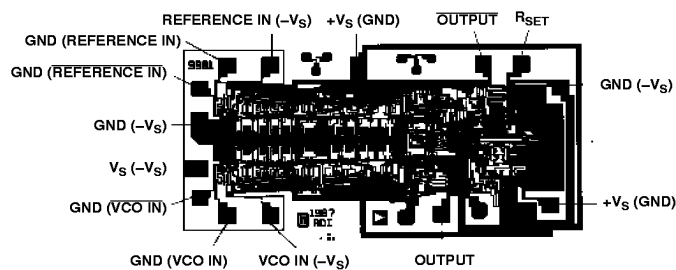 REFERENCE IN (–VS)
+VS (GND)
OUTPUT
RSET
GND (REFERENCE IN)
GND (REFERENCE IN)
GND (–VS)
GND (–VS)
VS (–VS)
GND (VCO IN)
+VS (GND)
1987
ADI
GND (VCO IN)
VCO IN (–VS)
OUTPUT